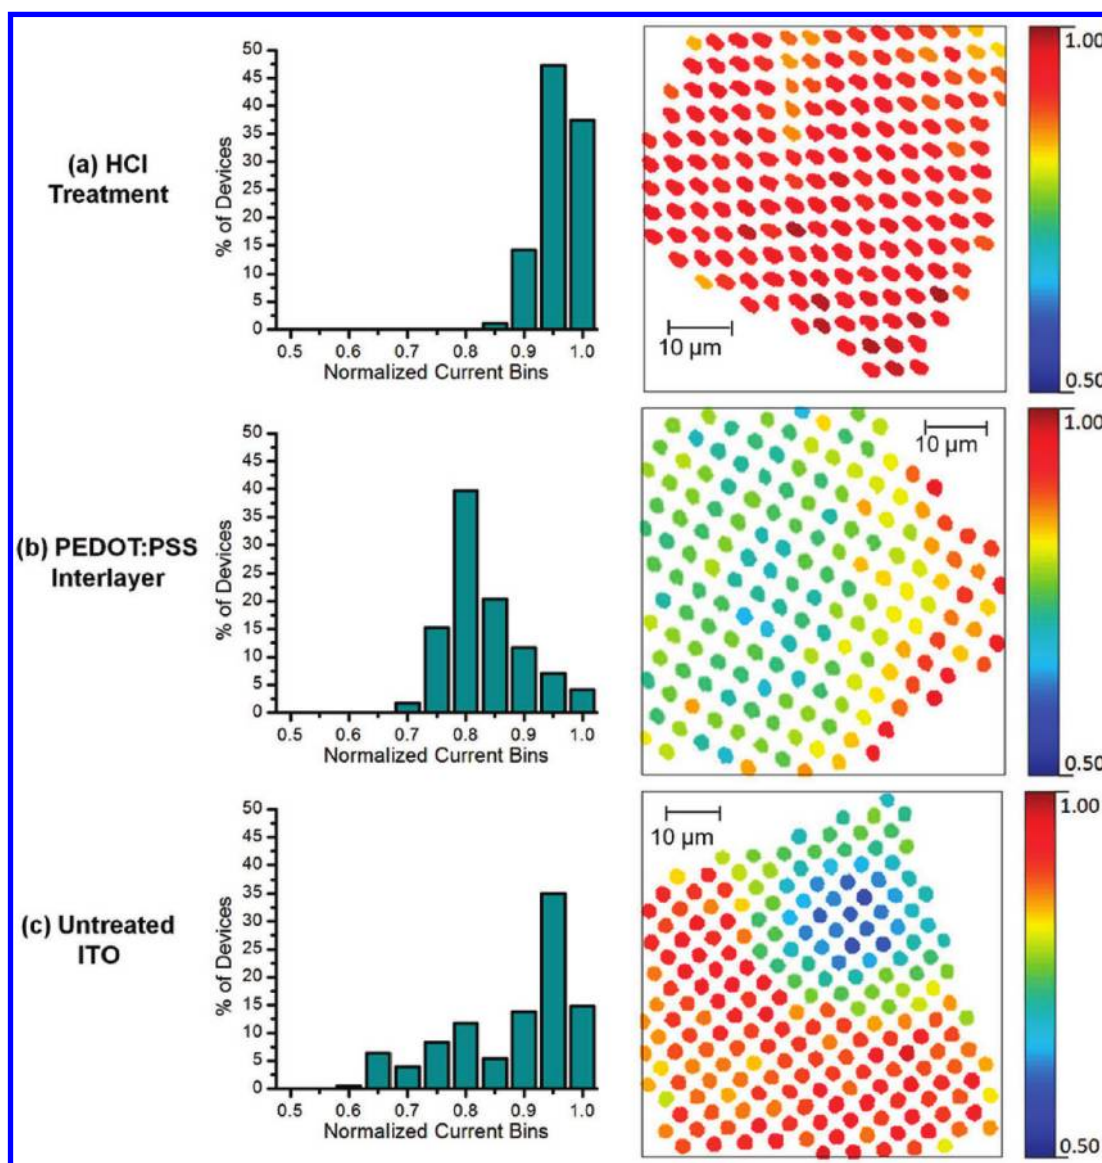 (a) HCl
Treatment
% of Devices
50
45
40
35
30
25
20
15
10
5
0
0.5 0.6 0.7 0.8 0.9 1.0
Normalized Current Bins
10 μm
1.00
0.50
(b) PEDOT:PSS
Interlayer
% of Devices
50
45
40
35
30
25
20
15
10
5
0
0.5 0.6 0.7 0.8 0.9 1.0
Normalized Current Bins
10 μm
1.00
0.50
(c) Untreated
ITO
% of Devices
50
45
40
35
30
25
20
15
10
5
0
0.5 0.6 0.7 0.8 0.9 1.0
Normalized Current Bins
10 μm
1.00
0.50